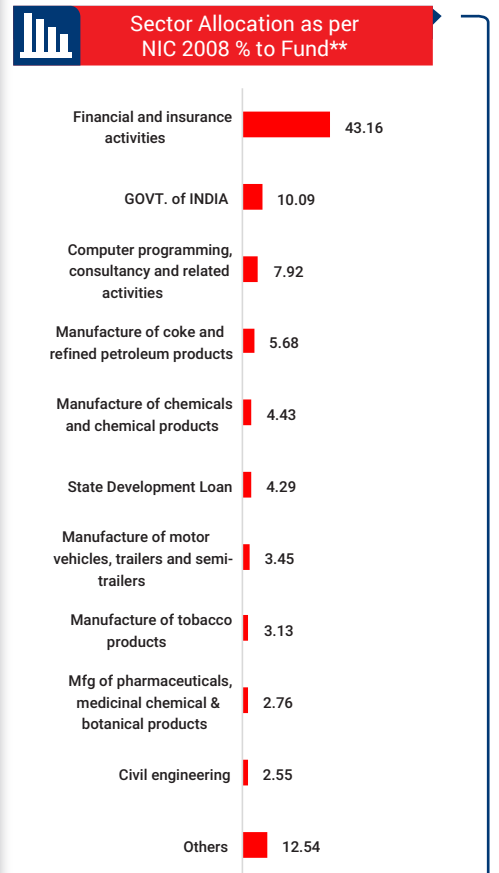 Sector Allocation as per
NIC 2008 % to Fund**
Financial and insurance
activities
43.16
GOVT. of INDIA
10.09
Computer programming,
consultancy and related
activities
7.92
Manufacture of coke and
refined petroleum products
5.68
Manufacture of chemicals
and chemical products
4.43
State Development Loan
4.29
Manufacture of motor
vehicles, trailers and semi-
trailers
3.45
Manufacture of tobacco
products
3.13
Mfg of pharmaceuticals,
medicinal chemical &
botanical products
2.76
Civil engineering
2.55
Others
12.54